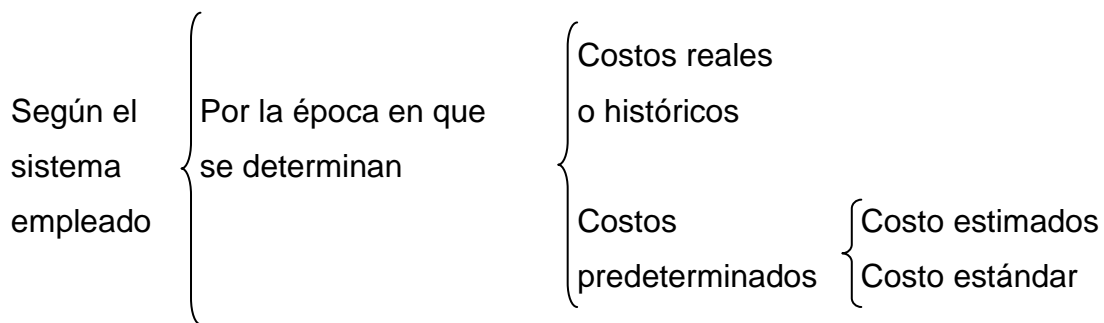 Según el
sistema
empleado
Por la época en que
se determinan
Costos reales
o históricos
Costos
predeterminados
Costo estimados
Costo estándar